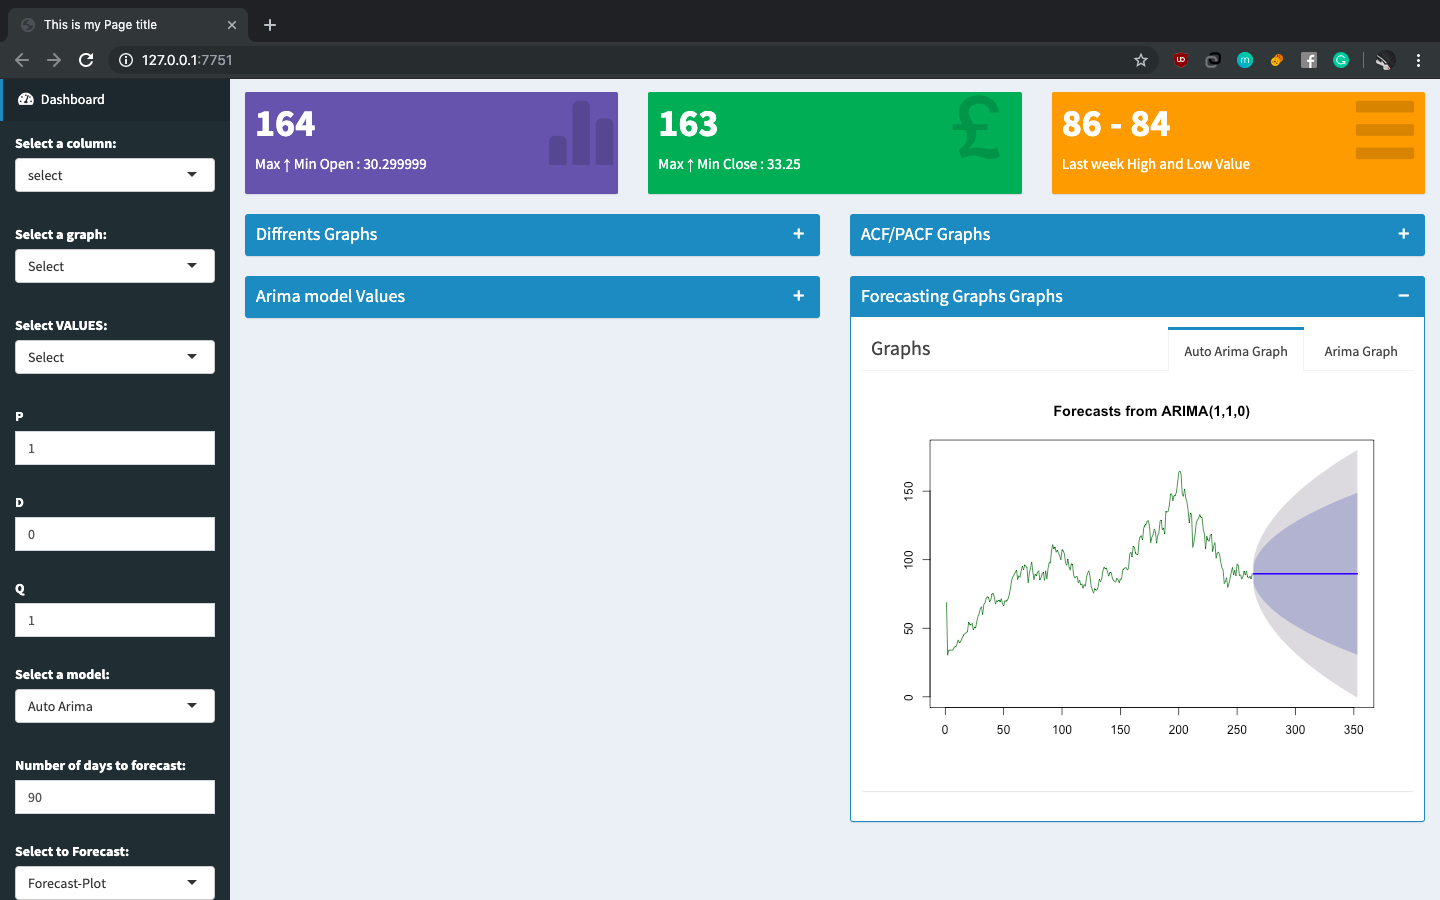 This is my Page title
127.0.0.1:7751
Dashboard
Select a column:
select
Select a graph:
Select
Select VALUES:
Select
P
1
D
0
Q
1
Select a model:
Auto Arima
Number of days to forecast:
90
Select to Forecast:
Forecast-Plot
164
Max ↑ Min Open : 30.299999
163
Max ↑ Min Close : 33.25
£
86 - 84
Last week High and Low Value
Diffrents Graphs
ACF/PACF Graphs
Arima model Values
Forecasting Graphs Graphs
Graphs
Auto Arima Graph
Arima Graph
Forecasts from ARIMA(1,1,0)
150
100
50
0
0 50 100 150 200 250 300 350